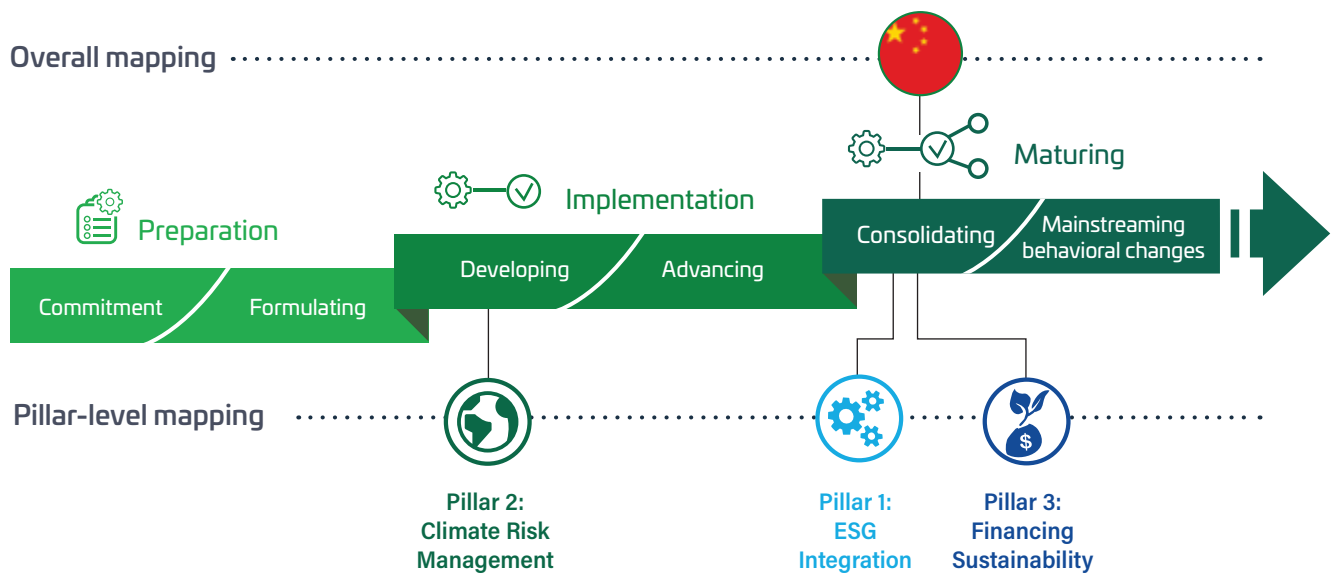 Overall mapping
Maturing
Implementation
Preparation
Consolidating
Mainstreaming
behavioral changes
Developing
Advancing
Commitment
Formulating
Pillar-level mapping
$
Pillar 2:
Climate Risk
Management
Pillar 1:
ESG
Integration
Pillar 3:
Financing
Sustainability